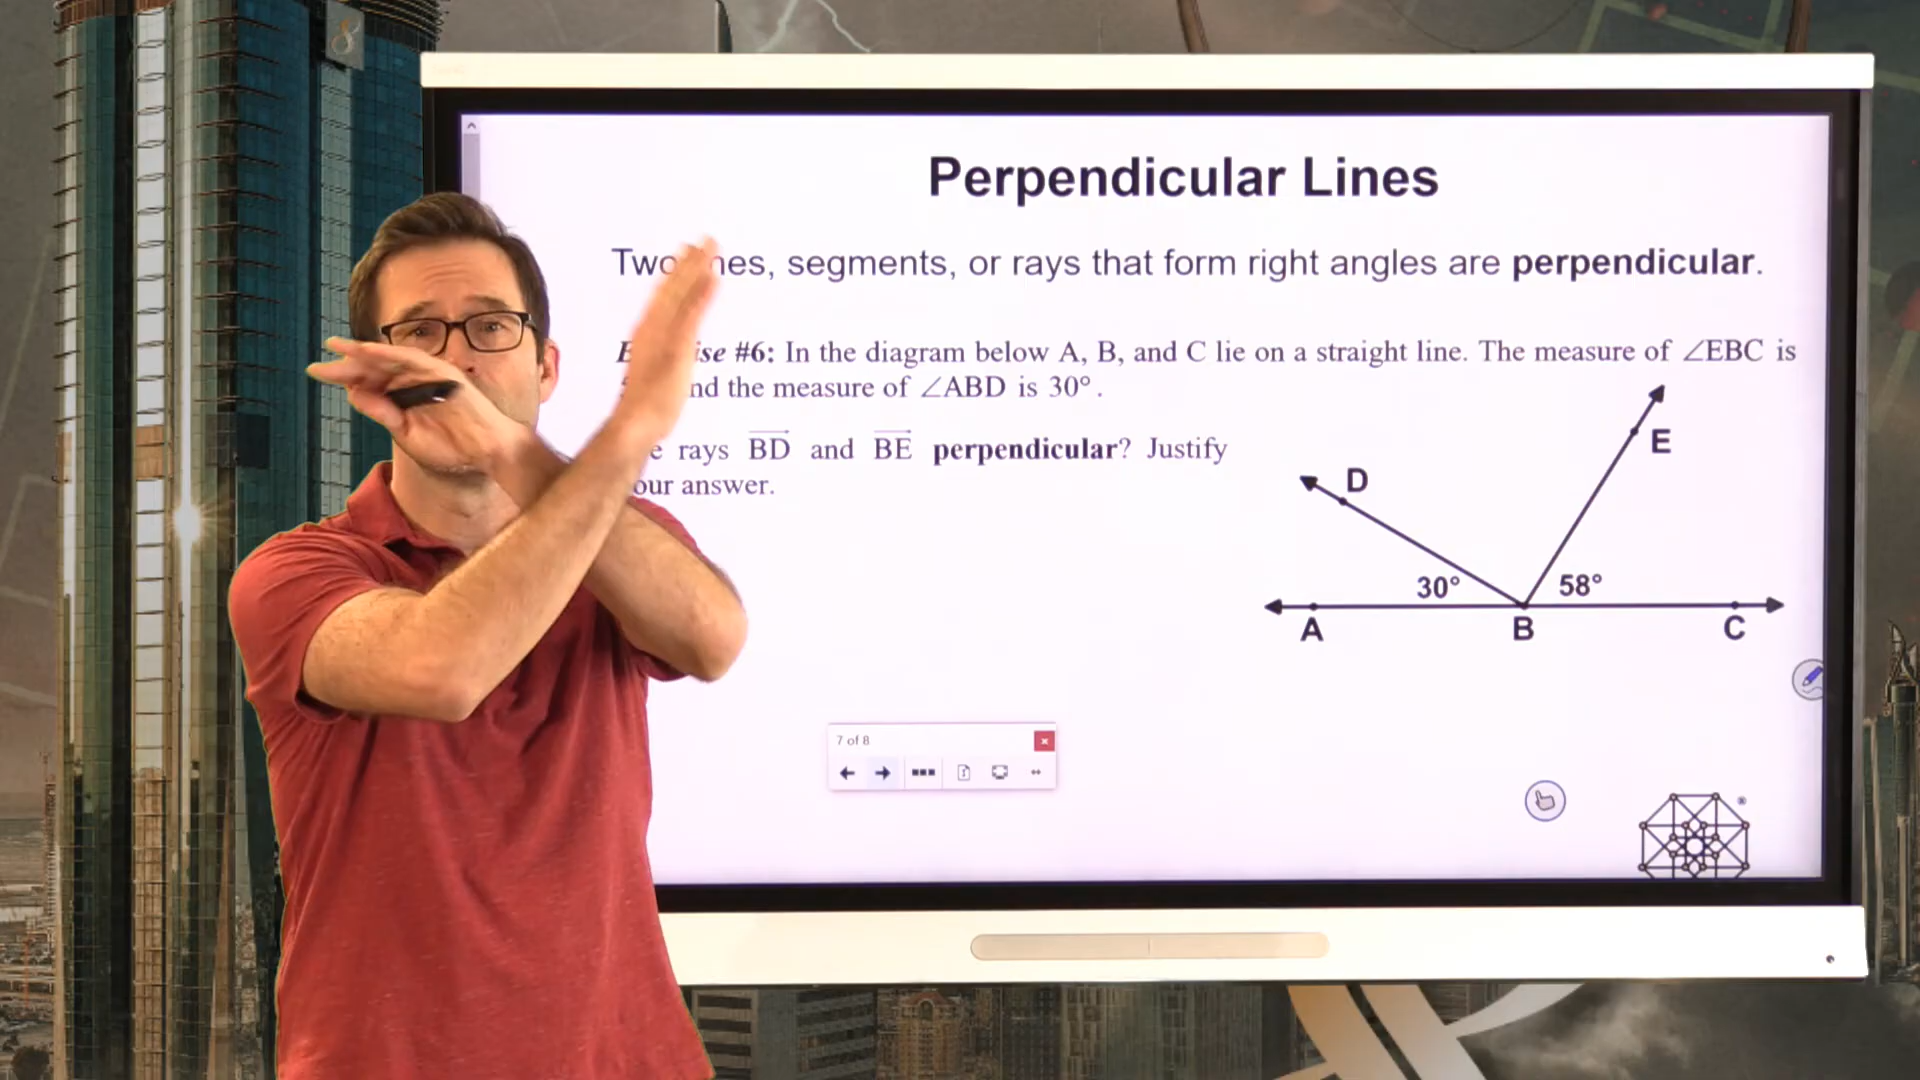 Perpendicular Lines
Two nes, segments, or rays that form right angles are perpendicular.
E ise #6: In the diagram below A, B, and C lie on a straight line. The measure of ∠EBC is
nd the measure of ∠ABD is 30°.
e rays BD and BE perpendicular? Justify
our answer.
E
D
30° 58°
A B C
7 of 8